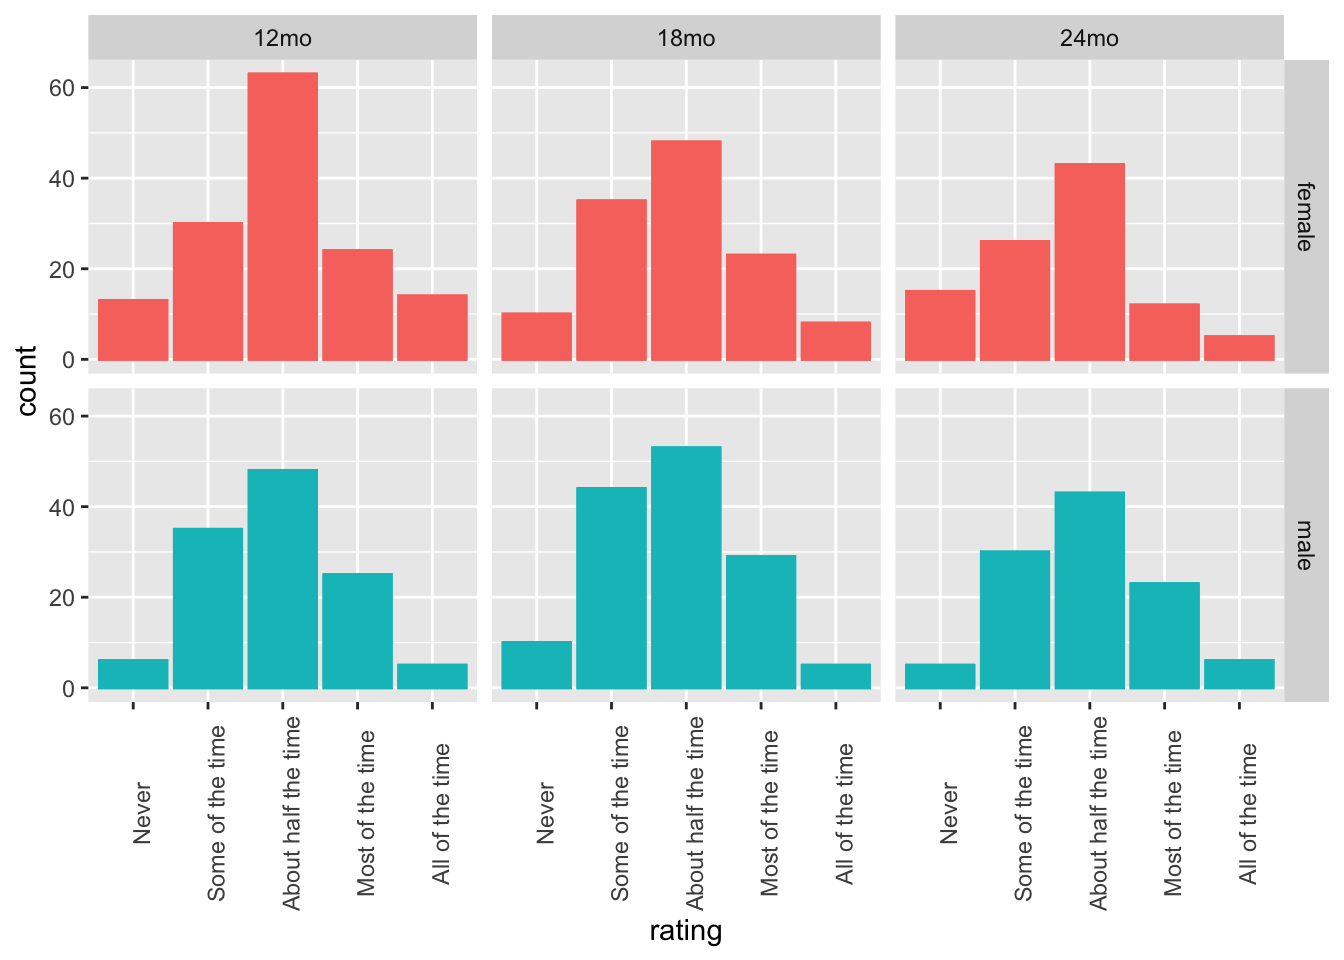 12mo 18mo 24mo
60
40
20
0
female
count
60
40
20
0
male
Never Some of the time About half the time Most of the time All of the time
Never Some of the time About half the time Most of the time All of the time
Never Some of the time About half the time Most of the time All of the time
rating